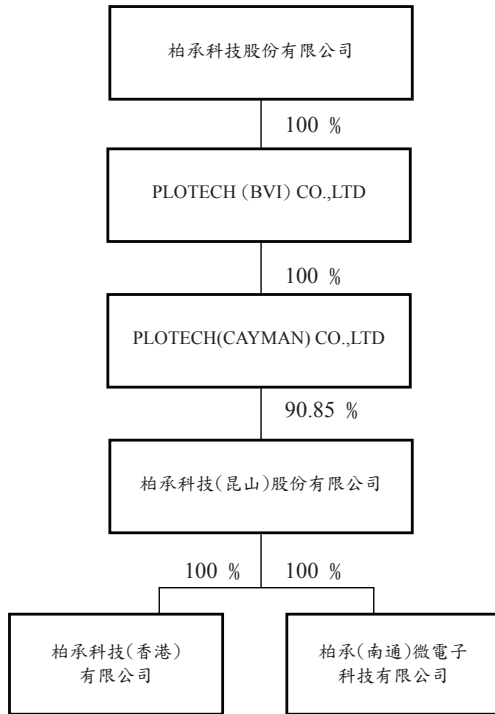 柏承科技股份有限公司
100 %
PLOTECH（BVI）CO.,LTD
100 %
PLOTECH(CAYMAN) CO.,LTD
90.85 %
柏承科技(昆山)股份有限公司
100 %
100 %
柏承科技(香港)
有限公司
柏承(南通)微電子
科技有限公司